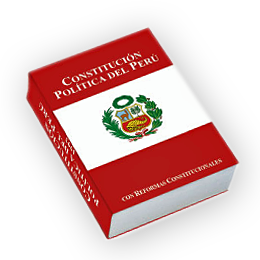 CONSTITUCIÓN
POLÍTICA DEL PERÚ
CON REFORMAS CONSTITUCIONALES